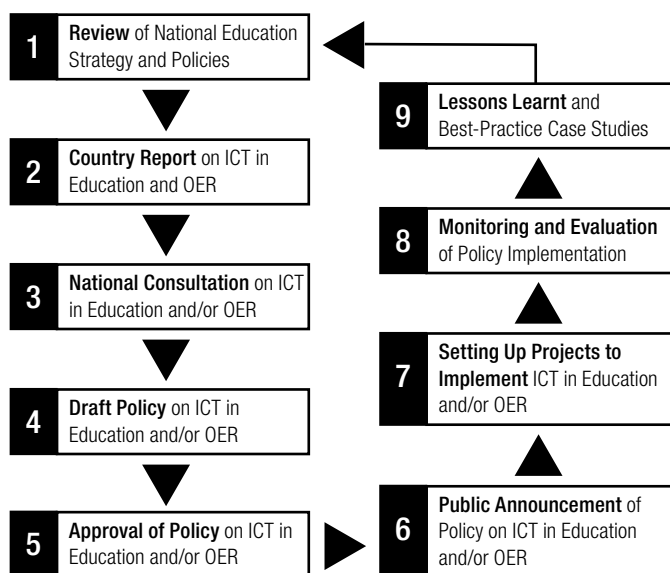 1
Review of National Education
Strategy and Policies
2
Country Report on ICT in
Education and OER
3
National Consultation on ICT
in Education and/or OER
4
Draft Policy on ICT in
Education and/or OER
5
Approval of Policy on ICT in
Education and/or OER
6
Public Announcement of
Policy on ICT in Education
and/or OER
7
Setting Up Projects to
Implement ICT in Education
and/or OER
8
Monitoring and Evaluation
of Policy Implementation
9
Lessons Learnt and
Best-Practice Case Studies